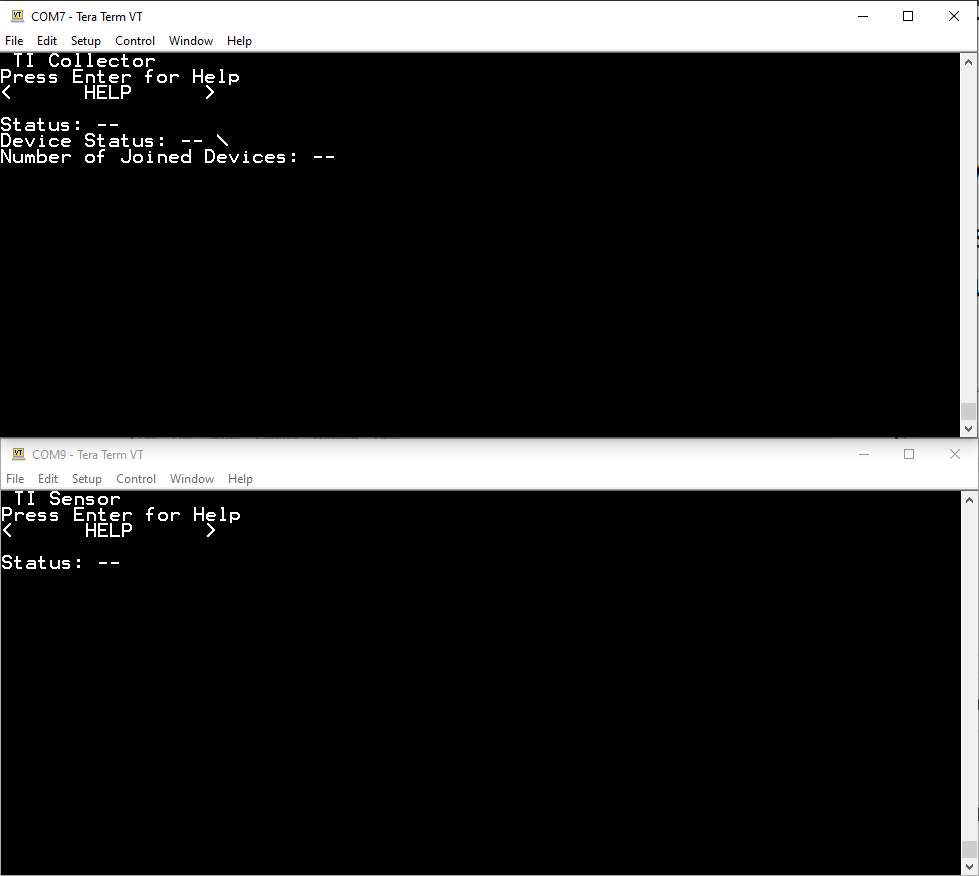 COM7 - Tera Term VT
File Edit Setup Control Window Help
TI Collector
Press Enter for Help
< HELP >
Status: --
Device Status: -- \
Number of Joined Devices: --
COM9 - Tera Term VT
File Edit Setup Control Window Help
TI Sensor
Press Enter for Help
< HELP >
Status: --